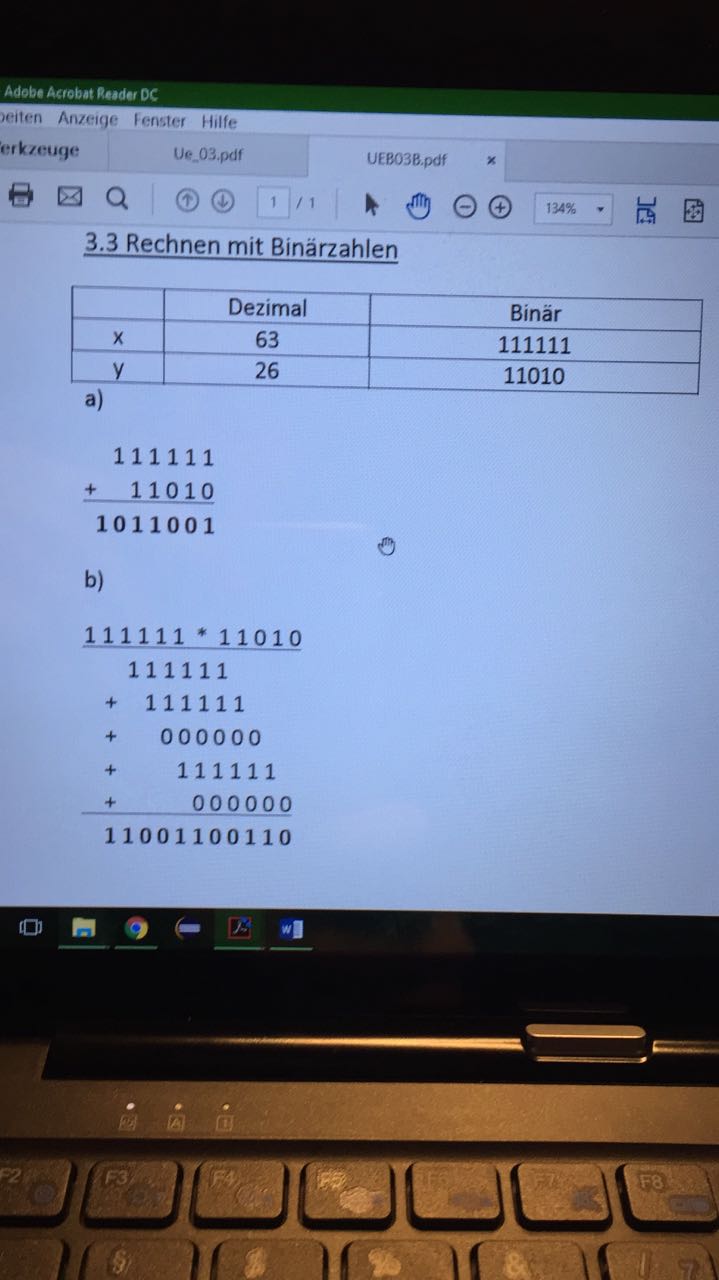 Adobe Acrobat Reader DC
beiten Anzeige Fenster Hilfe
erkzeuge Ue_03.pdf UEB03B.pdf ×
1 / 1 134%
3.3 Rechnen mit Binärzahlen
Dezimal Binär
x 63 111111
y 26 11010
a)
111111
+ 11010
1011001
b)
111111 * 11010
111111
+ 111111
+ 000000
+ 111111
+ 000000
11001100110
F2 F3 F4 F5 F7 F8